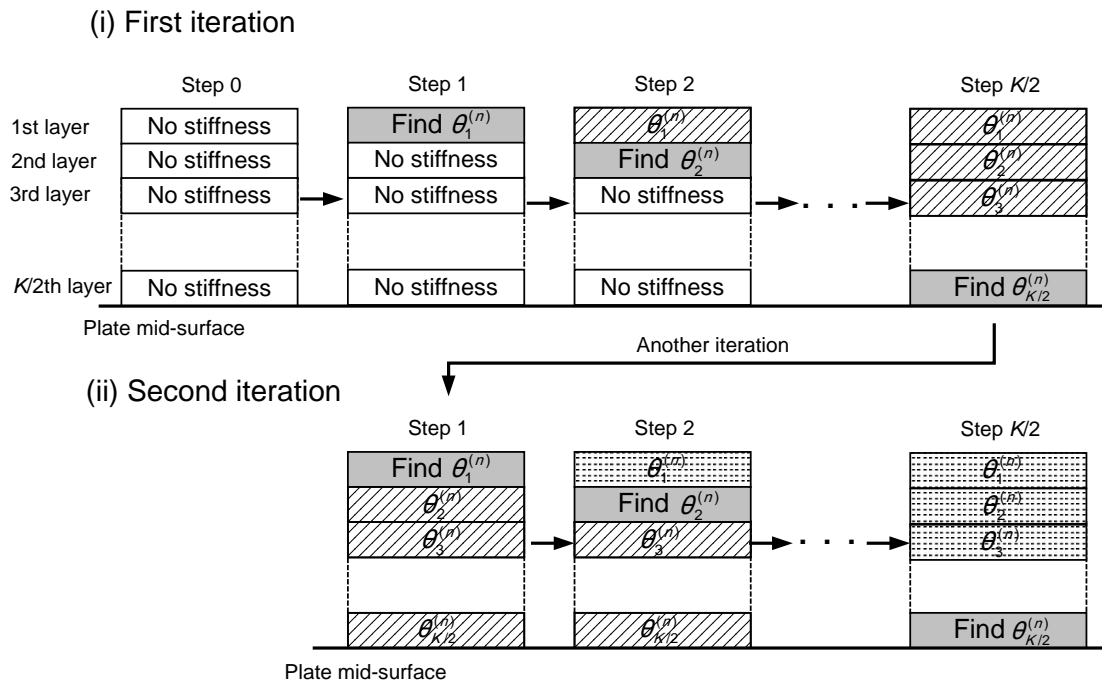 (i) First iteration
Step 0 Step 1 Step 2 Step K/2
1st layer No stiffness Find θ₁⁽ⁿ⁾ θ₁⁽ⁿ⁾ θ₁⁽ⁿ⁾
2nd layer No stiffness No stiffness Find θ₂⁽ⁿ⁾ θ₂⁽ⁿ⁾
3rd layer No stiffness No stiffness No stiffness θ₃⁽ⁿ⁾
. . .
K/2th layer No stiffness No stiffness No stiffness Find θ_{K/2}⁽ⁿ⁾
Plate mid-surface
Another iteration
(ii) Second iteration
Step 1 Step 2 Step K/2
Find θ₁⁽ⁿ⁾ θ₁⁽ⁿ⁾ θ₁⁽ⁿ⁾
θ₂⁽ⁿ⁾ Find θ₂⁽ⁿ⁾ θ₂⁽ⁿ⁾
θ₃⁽ⁿ⁾ θ₃⁽ⁿ⁾ . . . θ₃⁽ⁿ⁾
θ_{K/2}⁽ⁿ⁾ θ_{K/2}⁽ⁿ⁾ Find θ_{K/2}⁽ⁿ⁾
Plate mid-surface